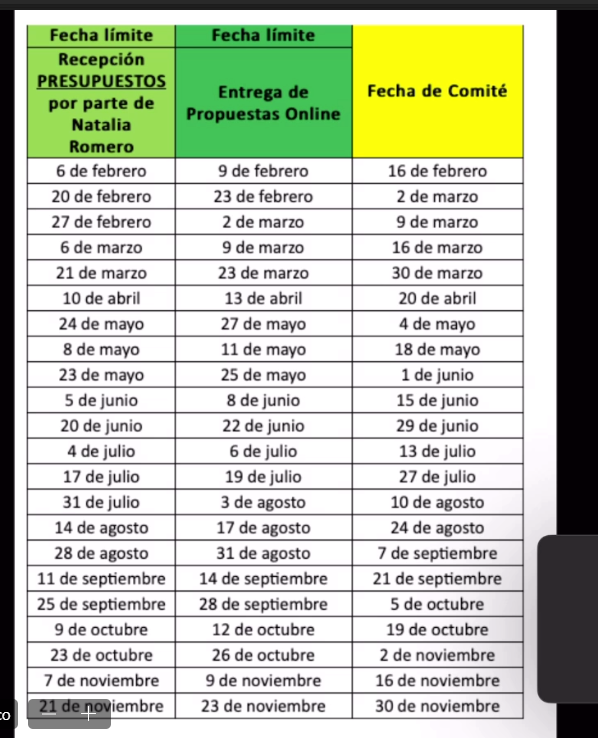 Fecha límite Fecha límite
Recepción
PRESUPUESTOS
por parte de
Natalia
Romero
Entrega de
Propuestas Online
Fecha de Comité
6 de febrero 9 de febrero 16 de febrero
20 de febrero 23 de febrero 2 de marzo
27 de febrero 2 de marzo 9 de marzo
6 de marzo 9 de marzo 16 de marzo
21 de marzo 23 de marzo 30 de marzo
10 de abril 13 de abril 20 de abril
24 de mayo 27 de mayo 4 de mayo
8 de mayo 11 de mayo 18 de mayo
23 de mayo 25 de mayo 1 de junio
5 de junio 8 de junio 15 de junio
20 de junio 22 de junio 29 de junio
4 de julio 6 de julio 13 de julio
17 de julio 19 de julio 27 de julio
31 de julio 3 de agosto 10 de agosto
14 de agosto 17 de agosto 24 de agosto
28 de agosto 31 de agosto 7 de septiembre
11 de septiembre 14 de septiembre 21 de septiembre
25 de septiembre 28 de septiembre 5 de octubre
9 de octubre 12 de octubre 19 de octubre
23 de octubre 26 de octubre 2 de noviembre
7 de noviembre 9 de noviembre 16 de noviembre
21 de noviembre 23 de noviembre 30 de noviembre